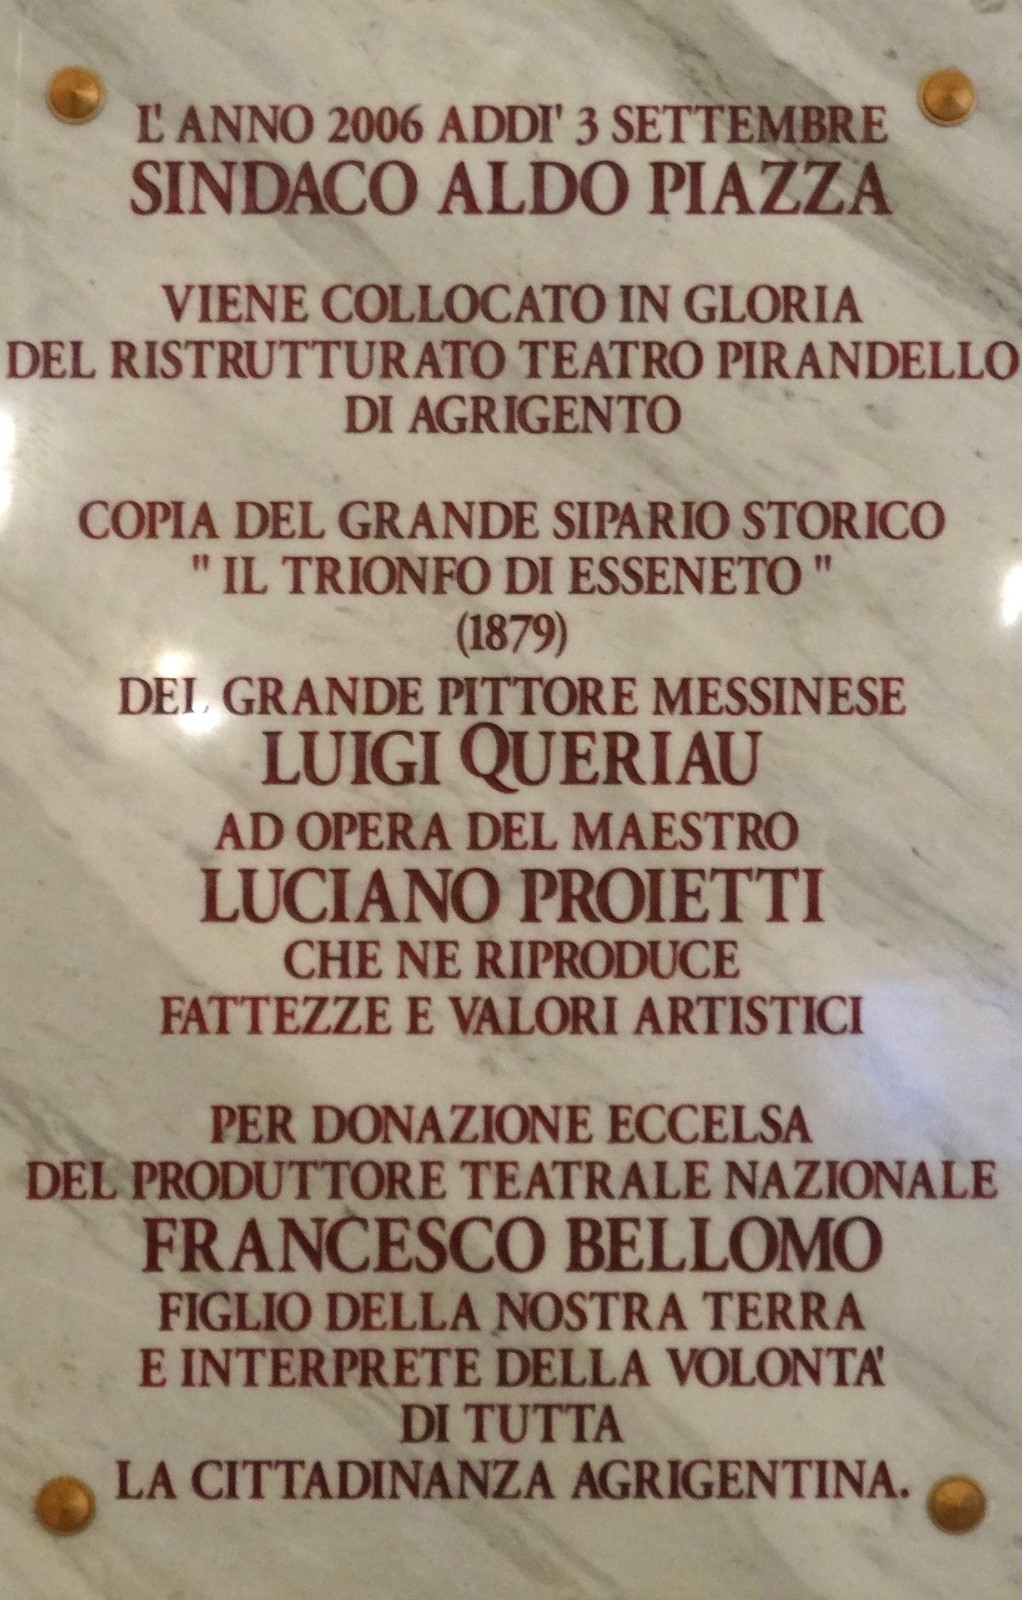 L' ANNO 2006 ADDI' 3 SETTEMBRE
SINDACO ALDO PIAZZA
VIENE COLLOCATO IN GLORIA
DEL RISTRUTTURATO TEATRO PIRANDELLO
DI AGRIGENTO
COPIA DEL GRANDE SIPARIO STORICO
" IL TRIONFO DI ESSENETO "
(1879)
DEL GRANDE PITTORE MESSINESE
LUIGI QUERIAU
AD OPERA DEL MAESTRO
LUCIANO PROIETTI
CHE NE RIPRODUCE
FATTEZZE E VALORI ARTISTICI
PER DONAZIONE ECCELSA
DEL PRODUTTORE TEATRALE NAZIONALE
FRANCESCO BELLOMO
FIGLIO DELLA NOSTRA TERRA
E INTERPRETE DELLA VOLONTA'
DI TUTTA
LA CITTADINANZA AGRIGENTINA.